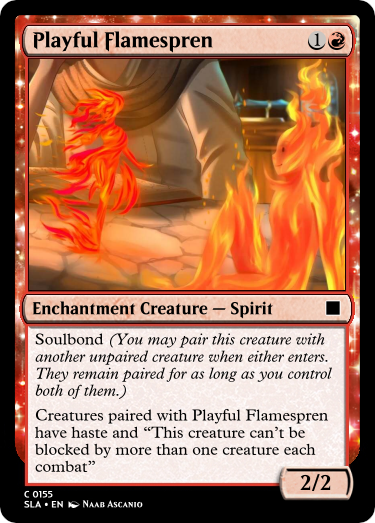 Playful Flamespren 1
Enchantment Creature — Spirit
Soulbond (You may pair this creature with
another unpaired creature when either enters.
They remain paired for as long as you control
both of them.)
Creatures paired with Playful Flamespren
have haste and “This creature can't be
blocked by more than one creature each
combat”
2/2
C 0155
SLA • EN Naab Ascanio